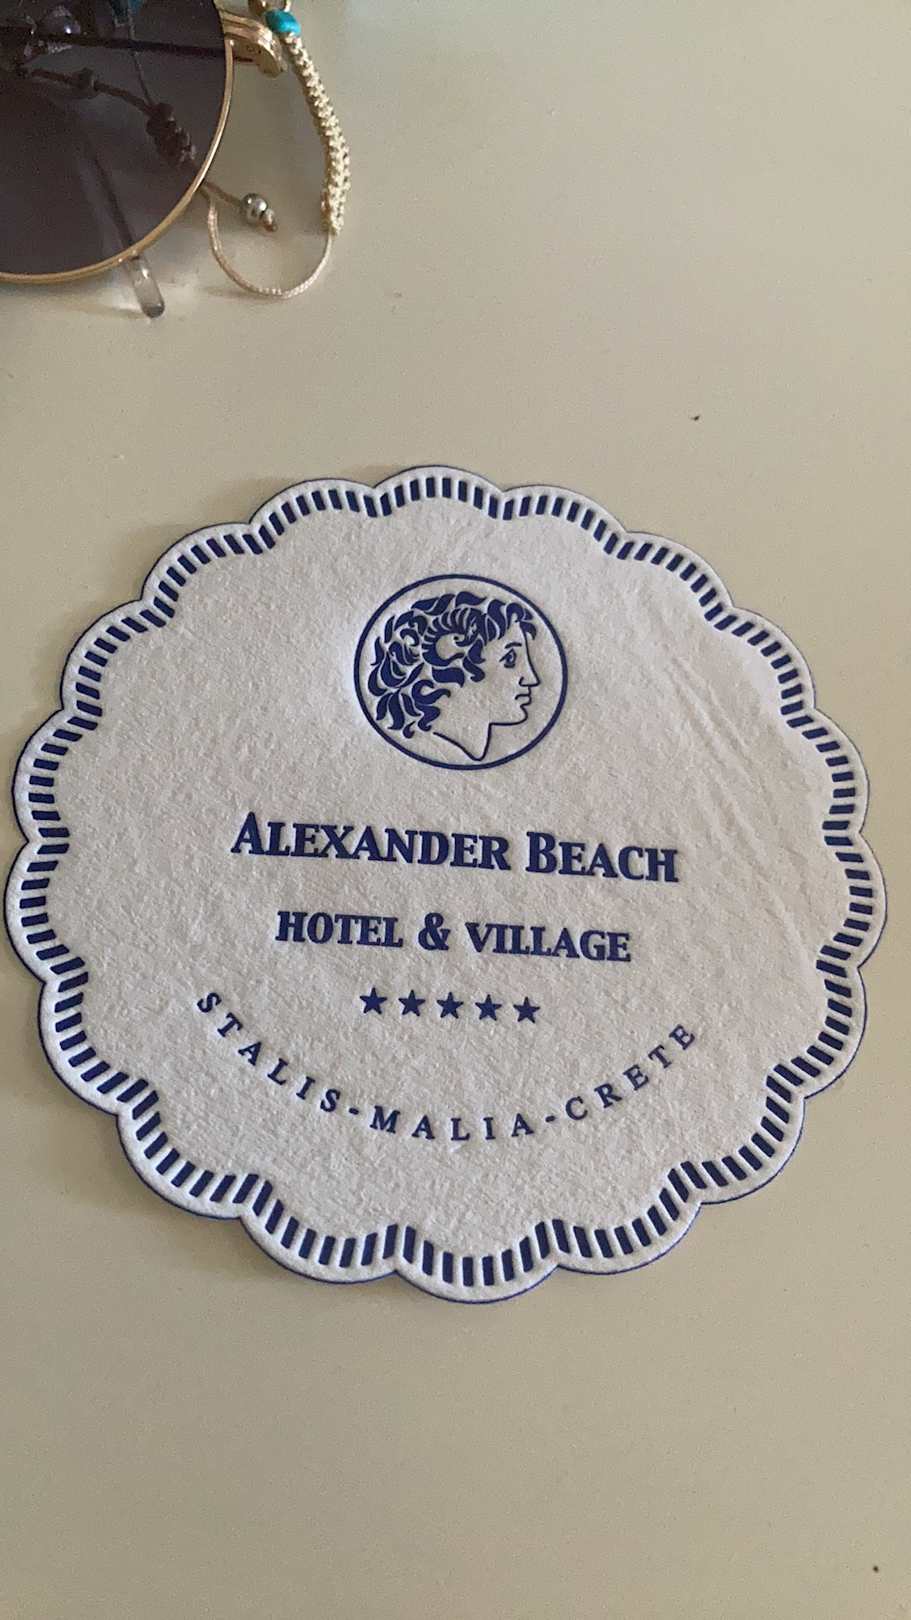 ALEXANDER BEACH
HOTEL & VILLAGE
★★★★★
STALIS-MALIA-CRETE